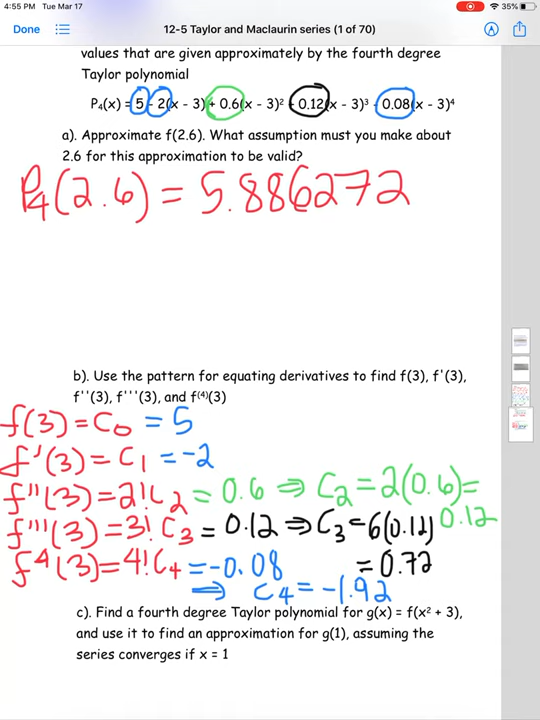 4:55 PM Tue Mar 17
35%
Done
12-5 Taylor and Maclaurin series (1 of 70)
values that are given approximately by the fourth degree
Taylor polynomial
P₄(x) = 5 - 2(x - 3) + 0.6(x - 3)² + 0.12(x - 3)³ - 0.08(x - 3)⁴
a). Approximate f(2.6). What assumption must you make about
2.6 for this approximation to be valid?
P₄(2.6) = 5.886272
b). Use the pattern for equating derivatives to find f(3), f'(3),
f''(3), f'''(3), and f⁽⁴⁾(3)
f(3) = C₀ = 5
f'(3) = C₁ = -2
f''(3) = 2!C₂ = 0.6 ⇒ C₂ = 2(0.6) =
0.12
f'''(3) = 3! C₃ = 0.12 ⇒ C₃ = 6(0.12)
= 0.72
f⁴(3) = 4!C₄ = -0.08
⇒ C₄ = -1.92
c). Find a fourth degree Taylor polynomial for g(x) = f(x² + 3),
and use it to find an approximation for g(1), assuming the
series converges if x = 1